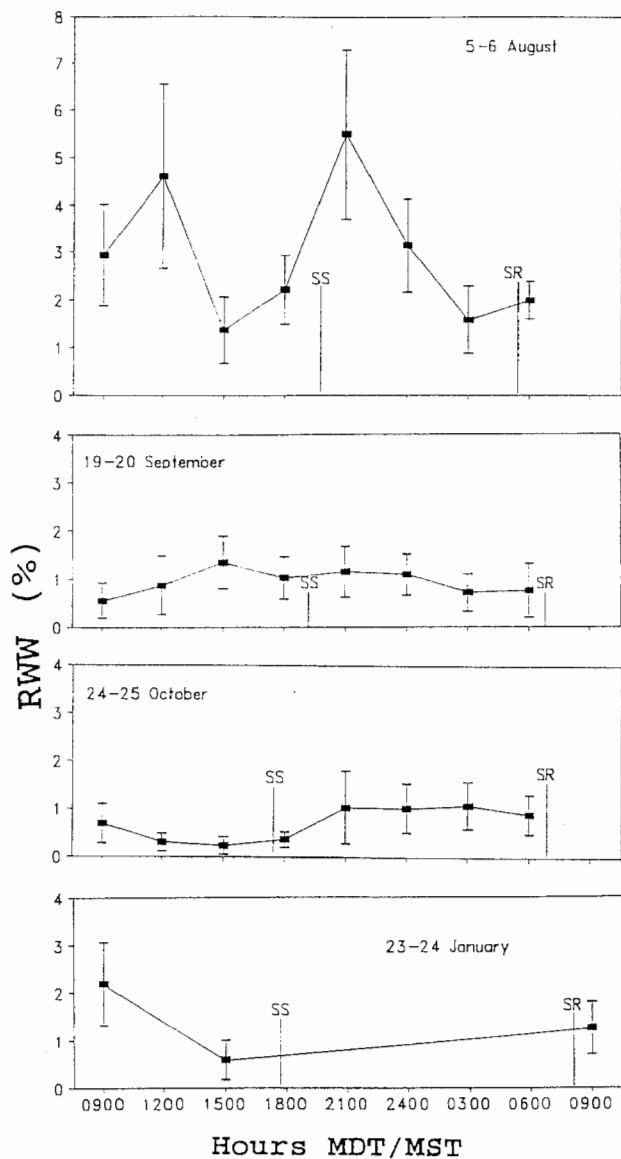 8
7
6
5
4
3
2
1
0
5-6 August
SS
SR
4
3
2
1
0
19-20 September
SS
SR
4
3
2
1
0
24-25 October
SS
SR
4
3
2
1
0
23-24 January
SS
SR
RWW (%)
0900 1200 1500 1800 2100 2400 0300 0600 0900
Hours MDT/MST